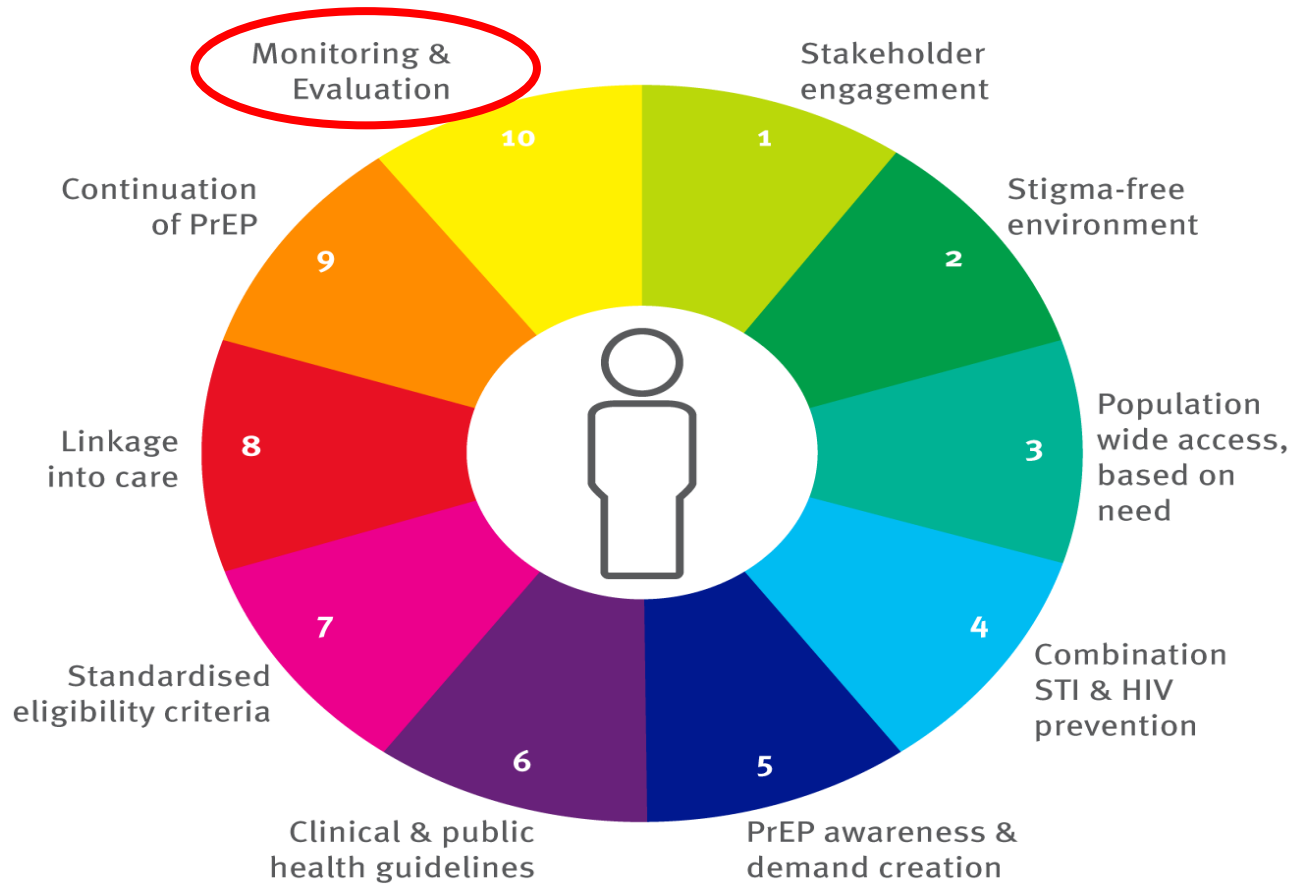 Monitoring &
Evaluation
10
Stakeholder
engagement
1
Stigma-free
environment
2
Population
wide access,
based on
need
3
Combination
STI & HIV
prevention
4
PrEP awareness &
demand creation
5
Clinical & public
health guidelines
6
Standardised
eligibility criteria
7
Linkage
into care
8
Continuation
of PrEP
9